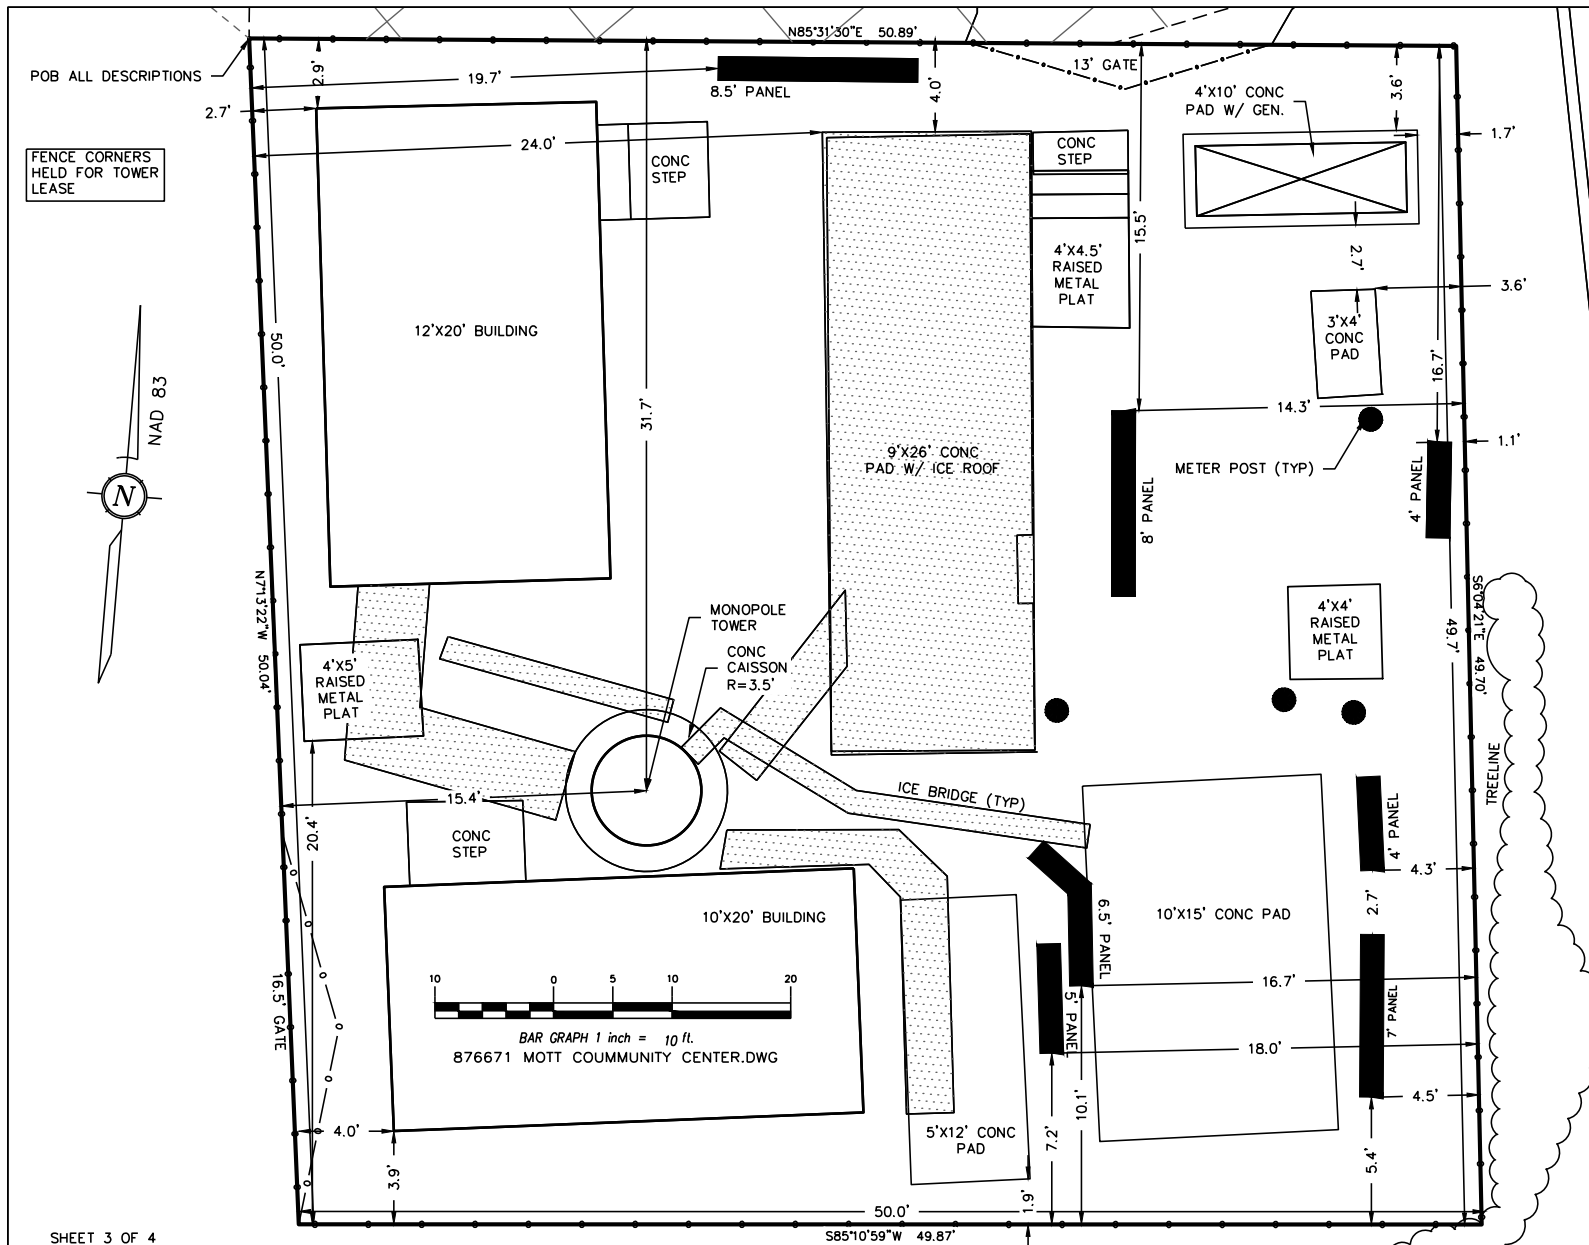 N85°31'30"E 50.89'
POB ALL DESCRIPTIONS
2.9'
19.7'
8.5' PANEL
4.0'
13' GATE
3.6'
4'X10' CONC
PAD W/ GEN.
2.7'
1.7'
24.0'
FENCE CORNERS
HELD FOR TOWER
LEASE
CONC
STEP
CONC
STEP
15.5'
4'X4.5'
RAISED
METAL
PLAT
2.7'
3.6'
3'X4'
CONC
PAD
12'X20' BUILDING
50.0'
NAD 83
N
31.7'
16.7'
14.3'
1.1'
9'X26' CONC
PAD W/ ICE ROOF
METER POST (TYP)
4' PANEL
8' PANEL
N7°13'22"W 50.04'
MONOPOLE
TOWER
CONC
CAISSON
R=3.5'
4'X5'
RAISED
METAL
PLAT
4'X4'
RAISED
METAL
PLAT
49.7'
S6°04'21"E 49.70'
TREELINE
15.4'
20.4'
ICE BRIDGE (TYP)
CONC
STEP
4' PANEL
4.3'
2.7'
10'X20' BUILDING
6.5' PANEL
10'X15' CONC PAD
16.5' GATE
10 0 5 10 20
BAR GRAPH 1 inch = 10 ft.
876671 MOTT COUMMUNITY CENTER.DWG
5' PANEL
16.7'
7' PANEL
18.0'
4.5'
4.0'
3.9'
5'X12' CONC
PAD
7.2'
10.1'
5.4'
1.9'
50.0'
S85°10'59"W 49.87'
SHEET 3 OF 4